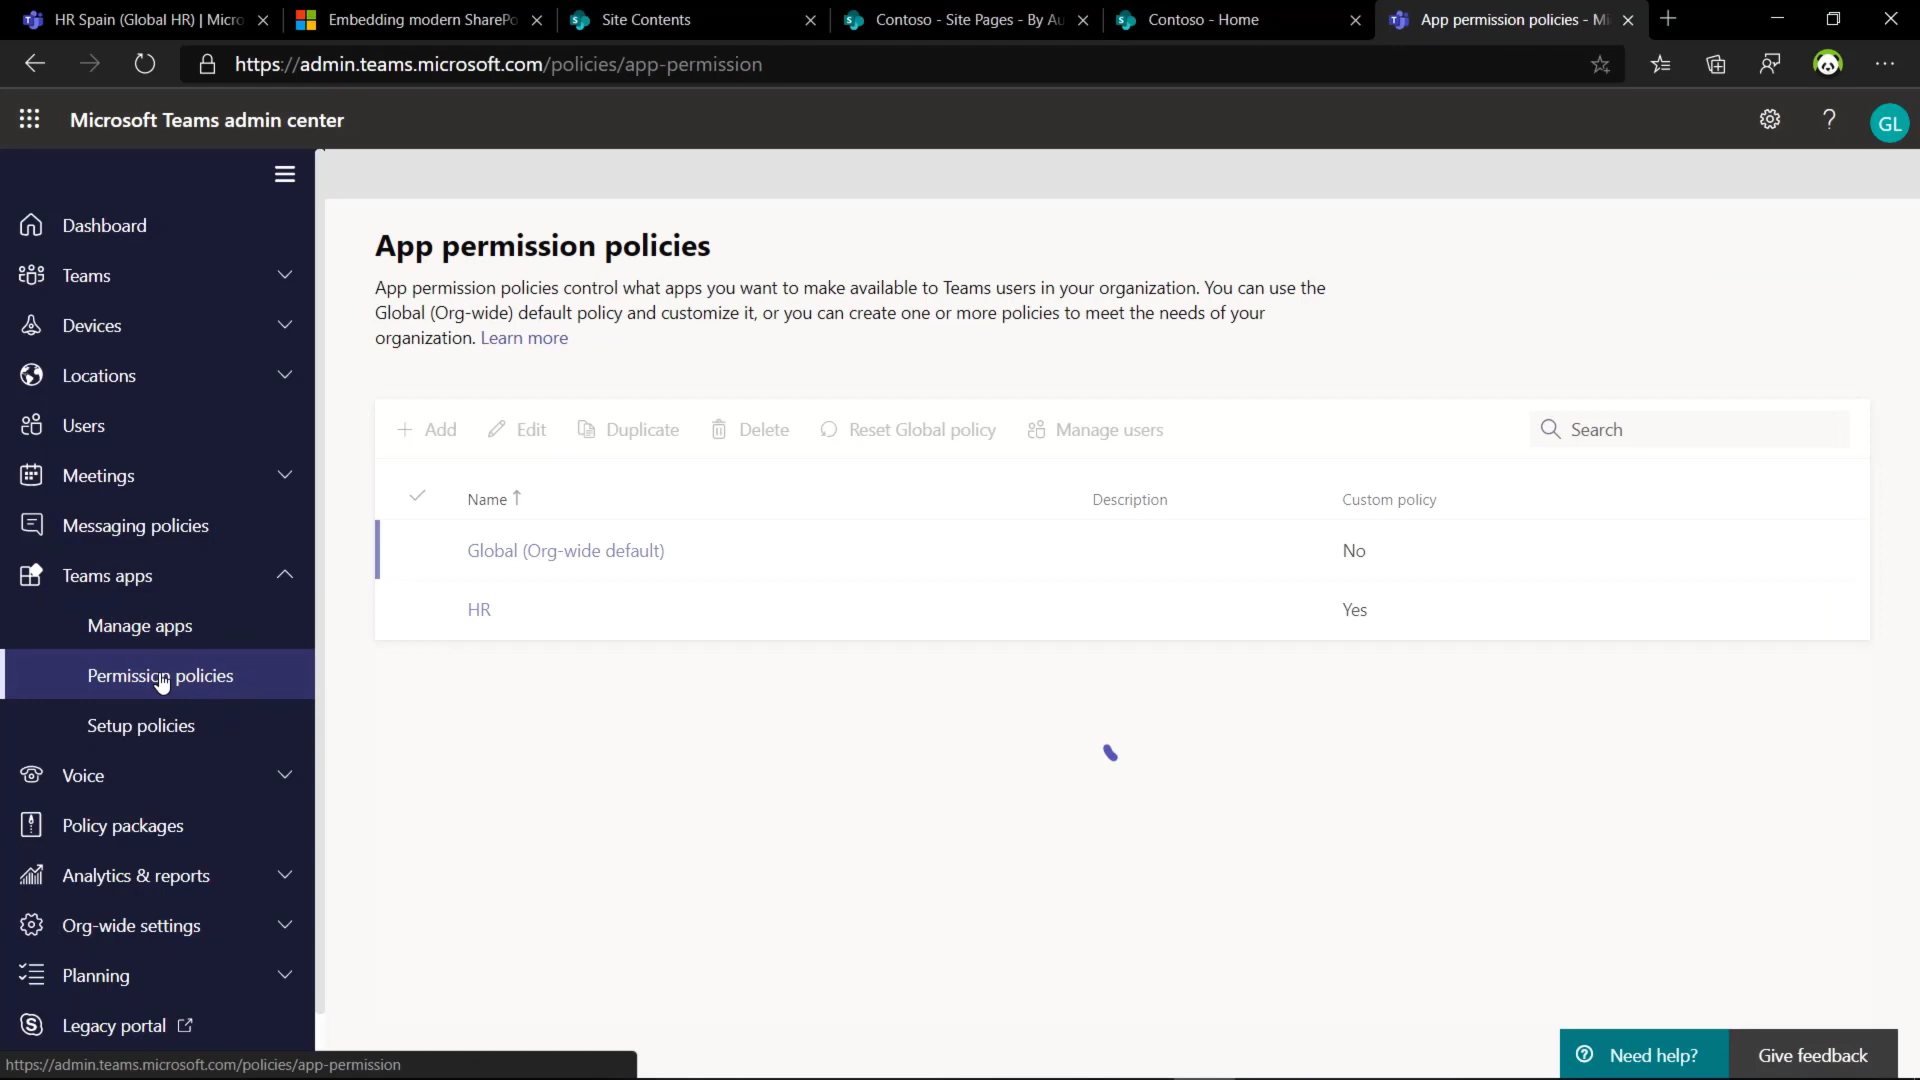 HR Spain (Global HR) | Micro
Embedding modern SharePo
Site Contents
Contoso - Site Pages - By Au
Contoso - Home
App permission policies - Mi
https://admin.teams.microsoft.com/policies/app-permission
Microsoft Teams admin center
GL
Dashboard
Teams
Devices
Locations
Users
Meetings
Messaging policies
Teams apps
Manage apps
Permission policies
Setup policies
Voice
Policy packages
Analytics & reports
Org-wide settings
Planning
Legacy portal
https://admin.teams.microsoft.com/policies/app-permission
App permission policies
App permission policies control what apps you want to make available to Teams users in your organization. You can use the
Global (Org-wide) default policy and customize it, or you can create one or more policies to meet the needs of your
organization. Learn more
Add Edit Duplicate Delete Reset Global policy Manage users Search
Name Description Custom policy
Global (Org-wide default) No
HR Yes
Need help? Give feedback